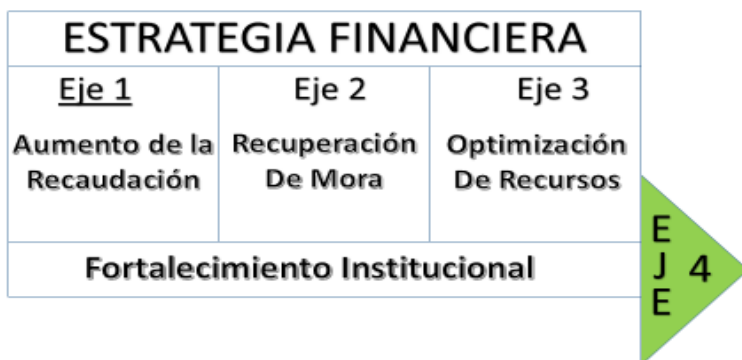 ESTRATEGIA FINANCIERA
Eje 1
Aumento de la
Recaudación
Eje 2
Recuperación
De Mora
Eje 3
Optimización
De Recursos
Fortalecimiento Institucional
EJE 4